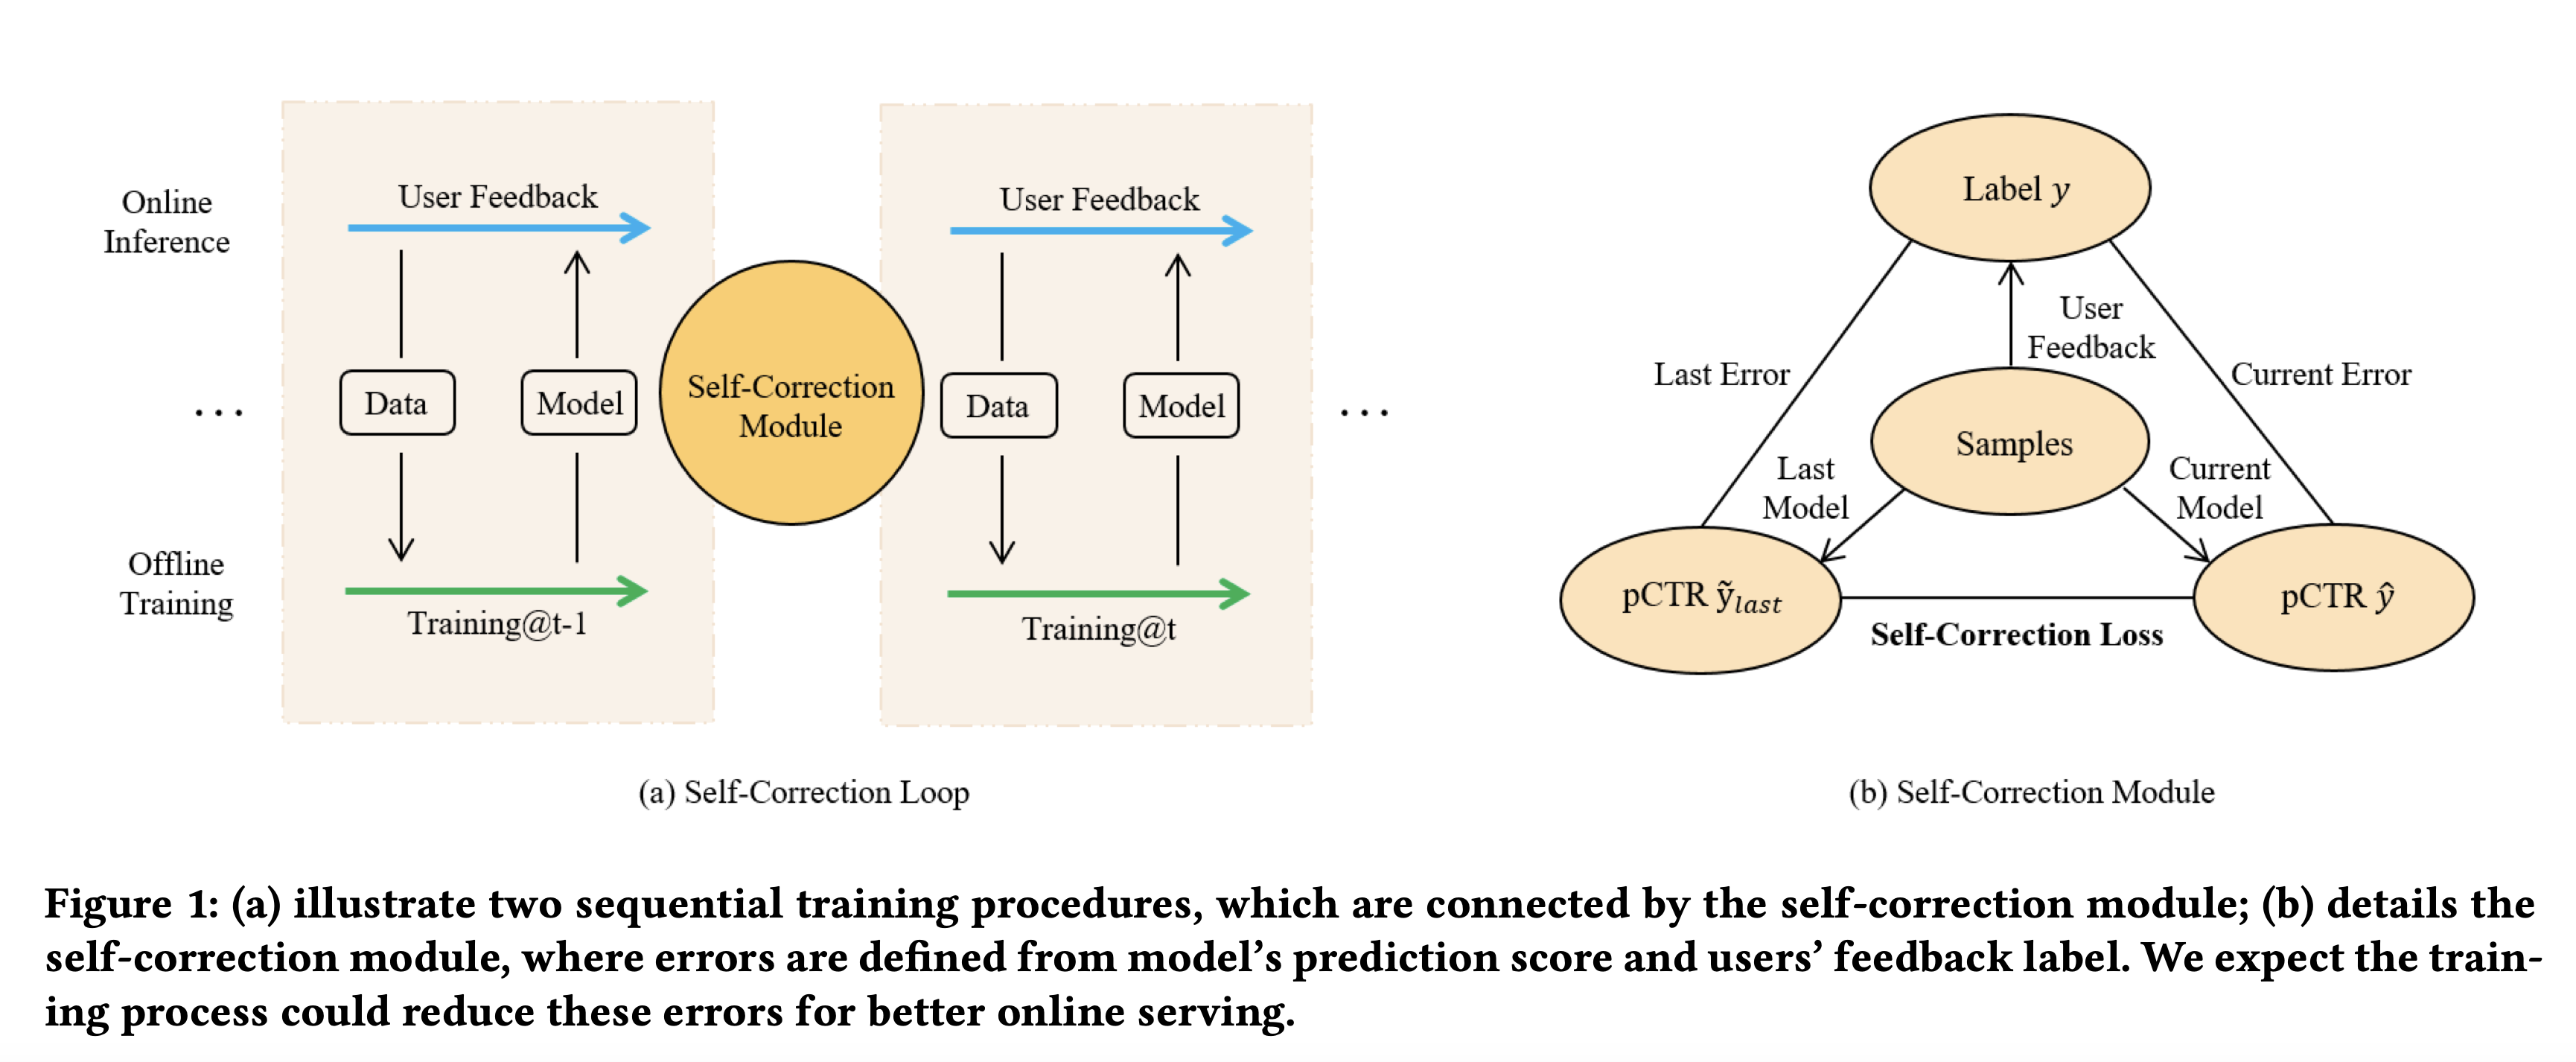 Online
Inference
User Feedback
User Feedback
...
Data
Model
Self-Correction
Module
Data
Model
...
Offline
Training
Training@t-1
Training@t
(a) Self-Correction Loop
Label y
User
Feedback
Last Error
Current Error
Samples
Last
Model
Current
Model
pCTR ỹ_last
pCTR ŷ
Self-Correction Loss
(b) Self-Correction Module
Figure 1: (a) illustrate two sequential training procedures, which are connected by the self-correction module; (b) details the
self-correction module, where errors are defined from model's prediction score and users' feedback label. We expect the train-
ing process could reduce these errors for better online serving.